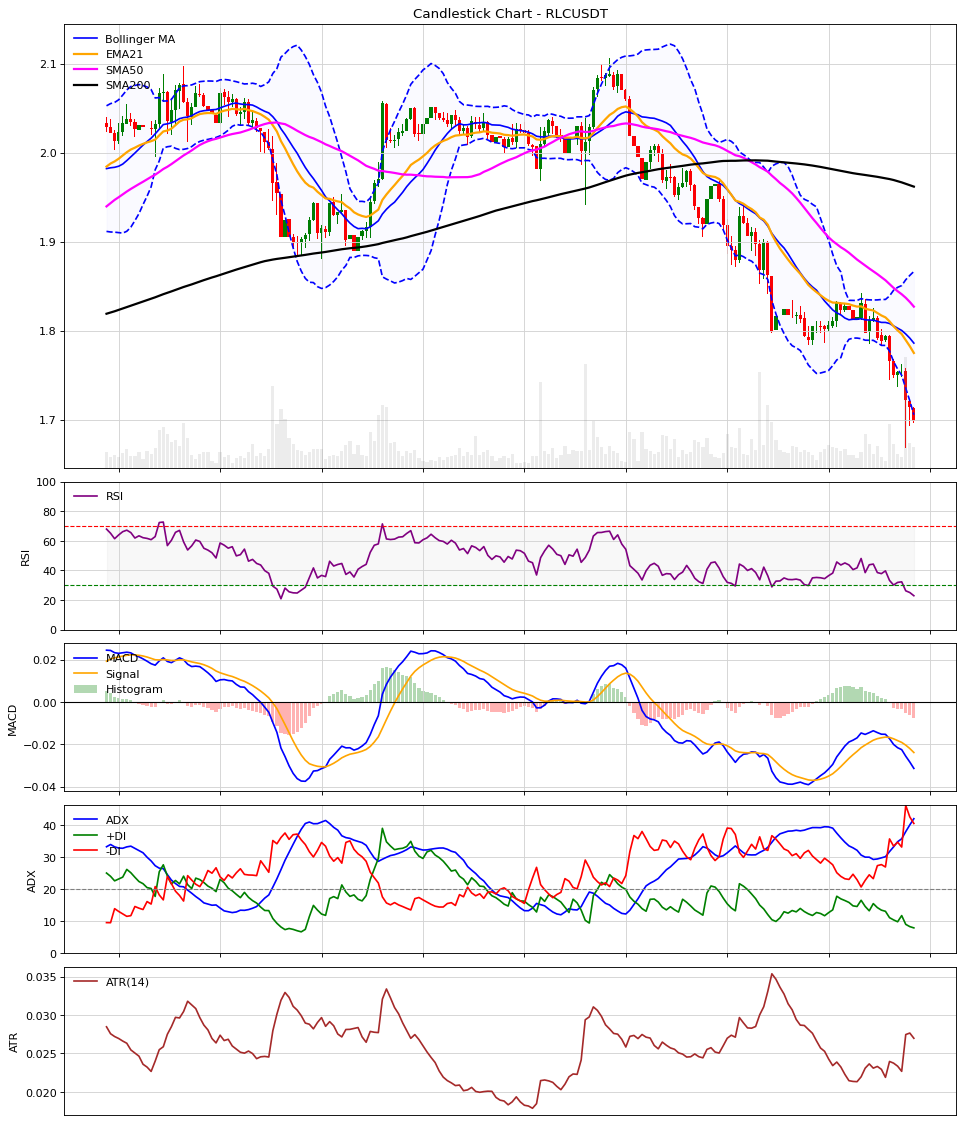 Candlestick Chart - RLCUSDT
Bollinger MA
EMA21
SMA50
SMA200
2.1
2.0
1.9
1.8
1.7
RSI
100
80
60
40
20
0
RSI
MACD
Signal
Histogram
0.02
0.00
−0.02
−0.04
MACD
ADX
+DI
-DI
40
30
20
10
0
ADX
ATR(14)
0.035
0.030
0.025
0.020
ATR